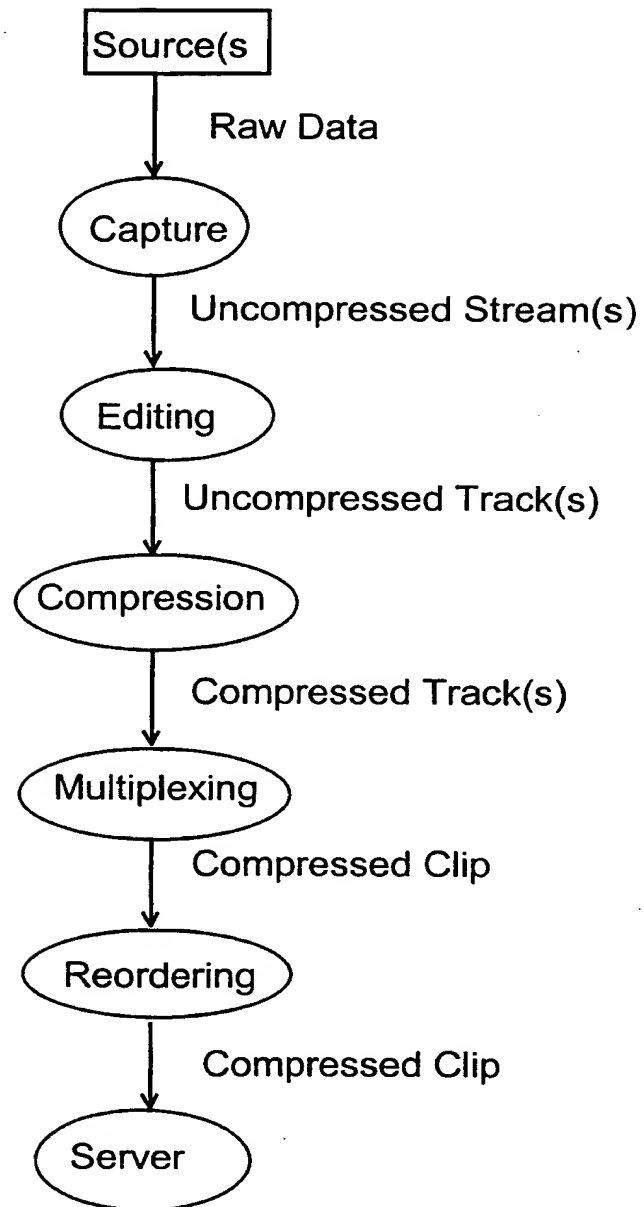 Source(s
Raw Data
Capture
Uncompressed Stream(s)
Editing
Uncompressed Track(s)
Compression
Compressed Track(s)
Multiplexing
Compressed Clip
Reordering
Compressed Clip
Server